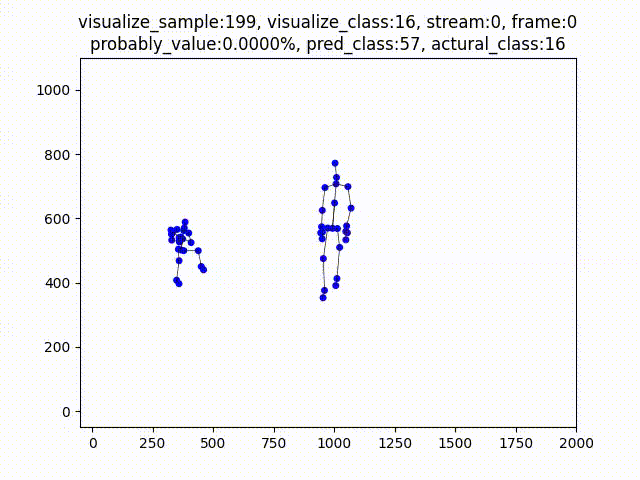 visualize_sample:199, visualize_class:16, stream:0, frame:0
probably_value:0.0000%, pred_class:57, actural_class:16
1000
800
600
400
200
0
0 250 500 750 1000 1250 1500 1750 2000